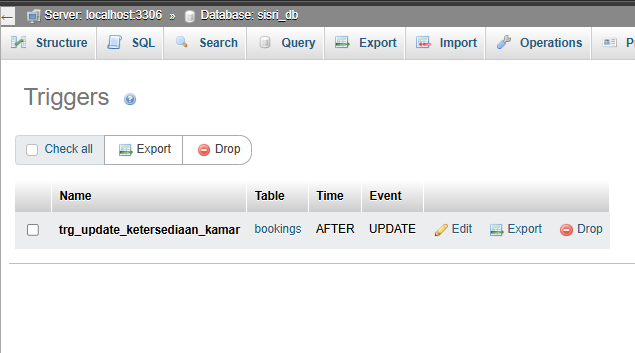 Server: localhost:3306 » Database: sisri_db
Structure SQL Search Query Export Import Operations
Triggers
Check all Export Drop
Name Table Time Event
trg_update_ketersediaan_kamar bookings AFTER UPDATE Edit Export Drop